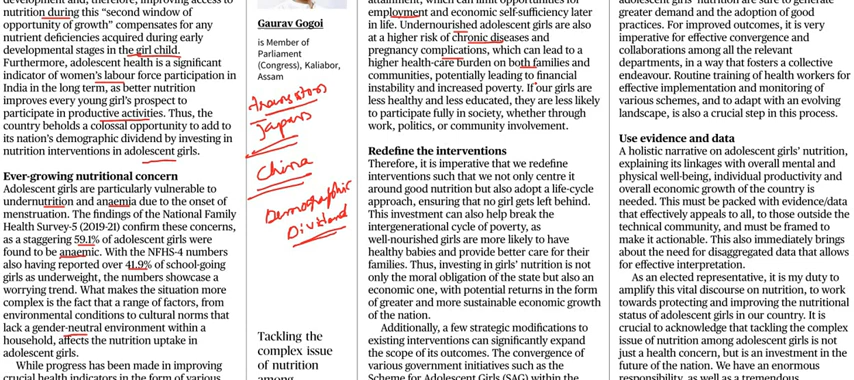 development and, therefore, improving access to
nutrition during this “second window of
opportunity of growth” compensates for any
nutrient deficiencies acquired during early
developmental stages in the girl child.
Furthermore, adolescent health is a significant
indicator of women’s labour force participation in
India in the long term, as better nutrition
improves every young girl’s prospect to
participate in productive activities. Thus, the
country beholds a colossal opportunity to add to
its nation’s demographic dividend by investing in
nutrition interventions in adolescent girls.
Ever-growing nutritional concern
Adolescent girls are particularly vulnerable to
undernutrition and anaemia due to the onset of
menstruation. The findings of the National Family
Health Survey-5 (2019-21) confirm these concerns,
as a staggering 59.1% of adolescent girls were
found to be anaemic. With the NFHS-4 numbers
also having reported over 41.9% of school-going
girls as underweight, the numbers showcase a
worrying trend. What makes the situation more
complex is the fact that a range of factors, from
environmental conditions to cultural norms that
lack a gender-neutral environment within a
household, affects the nutrition uptake in
adolescent girls.
While progress has been made in improving
crucial health indicators in the form of various
Gaurav Gogoi
is Member of
Parliament
(Congress), Kaliabor,
Assam
Japan
China
Demographic
Dividend
Tackling the
complex issue
of nutrition
among
attainment, which can limit opportunities for
employment and economic self-sufficiency later
in life. Undernourished adolescent girls are also
at a higher risk of chronic diseases and
pregnancy complications, which can lead to a
higher health-care burden on both families and
communities, potentially leading to financial
instability and increased poverty. If our girls are
less healthy and less educated, they are less likely
to participate fully in society, whether through
work, politics, or community involvement.
Redefine the interventions
Therefore, it is imperative that we redefine
interventions such that we not only centre it
around good nutrition but also adopt a life-cycle
approach, ensuring that no girl gets left behind.
This investment can also help break the
intergenerational cycle of poverty, as
well-nourished girls are more likely to have
healthy babies and provide better care for their
families. Thus, investing in girls’ nutrition is not
only the moral obligation of the state but also an
economic one, with potential returns in the form
of greater and more sustainable economic growth
of the nation.
Additionally, a few strategic modifications to
existing interventions can significantly expand
the scope of its outcomes. The convergence of
various government initiatives such as the
Scheme for Adolescent Girls (SAG) within the
adolescent girls’ nutrition are sure to generate
greater demand and the adoption of good
practices. For improved outcomes, it is very
imperative for effective convergence and
collaborations among all the relevant
departments, in a way that fosters a collective
endeavour. Routine training of health workers for
effective implementation and monitoring of
various schemes, and to adapt with an evolving
landscape, is also a crucial step in this process.
Use evidence and data
A holistic narrative on adolescent girls’ nutrition,
explaining its linkages with overall mental and
physical well-being, individual productivity and
overall economic growth of the country is
needed. This must be packed with evidence/data
that effectively appeals to all, to those outside the
technical community, and must be framed to
make it actionable. This also immediately brings
about the need for disaggregated data that allows
for effective interpretation.
As an elected representative, it is my duty to
amplify this vital discourse on nutrition, to work
towards protecting and improving the nutritional
status of adolescent girls in our country. It is
crucial to acknowledge that tackling the complex
issue of nutrition among adolescent girls is not
just a health concern, but is an investment in the
future of the nation. We have an enormous
responsibility, as well as a tremendous